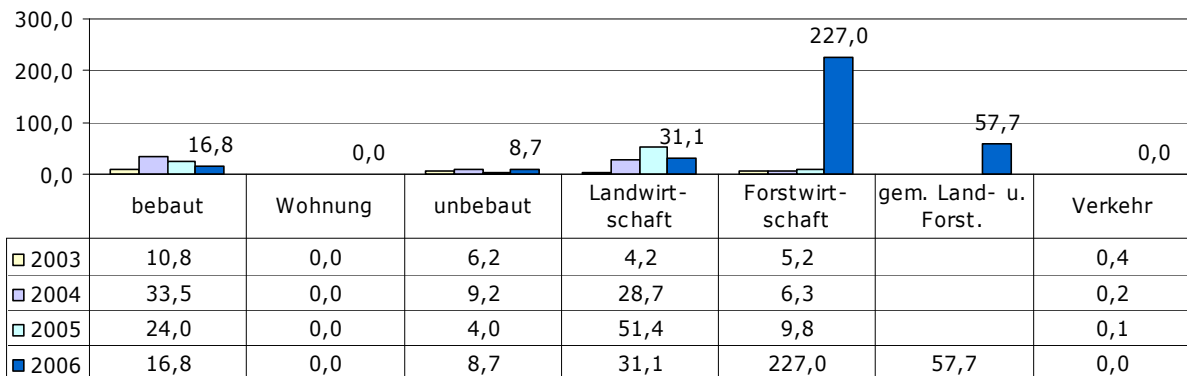 300,0
227,0
200,0
100,0
57,7
31,1
16,8
8,7
0,0
0,0
0,0
bebaut Wohnung unbebaut Landwirt-schaft Forstwirt-schaft gem. Land- u. Forst. Verkehr
2003 10,8 0,0 6,2 4,2 5,2 0,4
2004 33,5 0,0 9,2 28,7 6,3 0,2
2005 24,0 0,0 4,0 51,4 9,8 0,1
2006 16,8 0,0 8,7 31,1 227,0 57,7 0,0